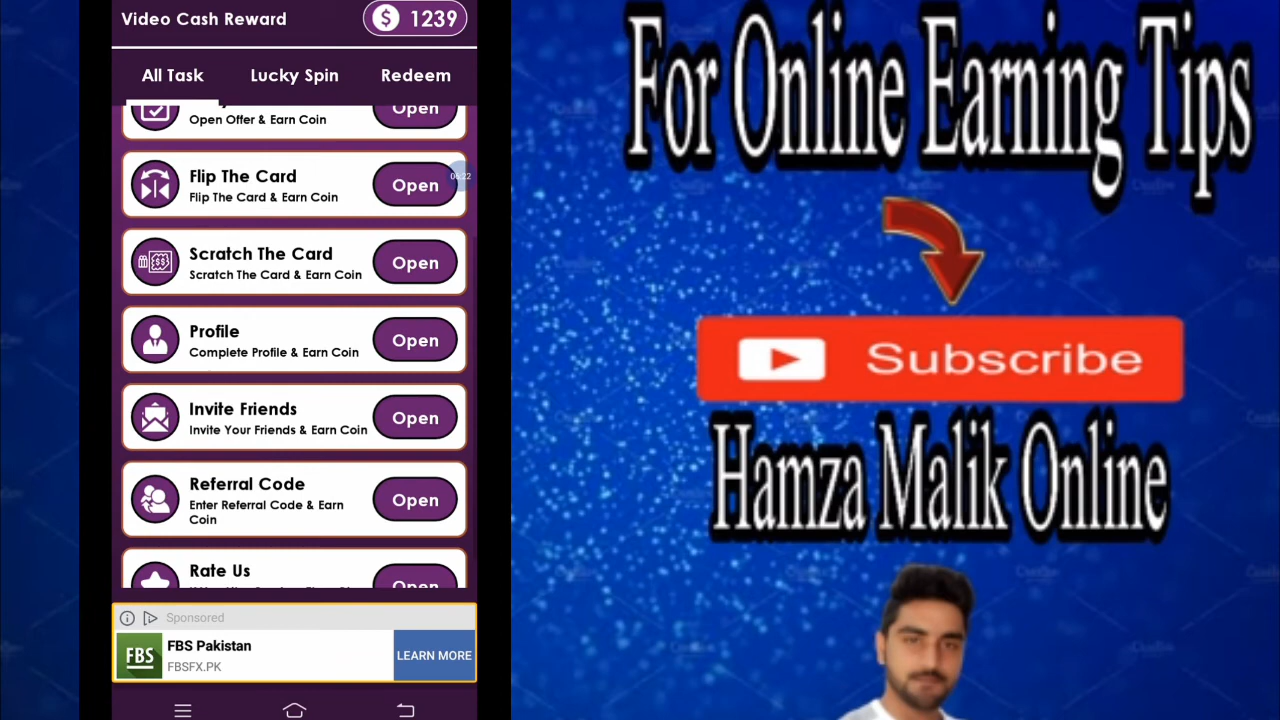 Video Cash Reward
$ 1239
All Task
Lucky Spin
Redeem
Open Offer & Earn Coin
Open
Flip The Card
Flip The Card & Earn Coin
Open
06:22
Scratch The Card
Scratch The Card & Earn Coin
Open
Profile
Complete Profile & Earn Coin
Open
Invite Friends
Invite Your Friends & Earn Coin
Open
Referral Code
Enter Referral Code & Earn
Coin
Open
Rate Us
Open
Sponsored
FBS
FBS Pakistan
FBSFX.PK
LEARN MORE
For Online Earning Tips
Subscribe
Hamza Malik Online